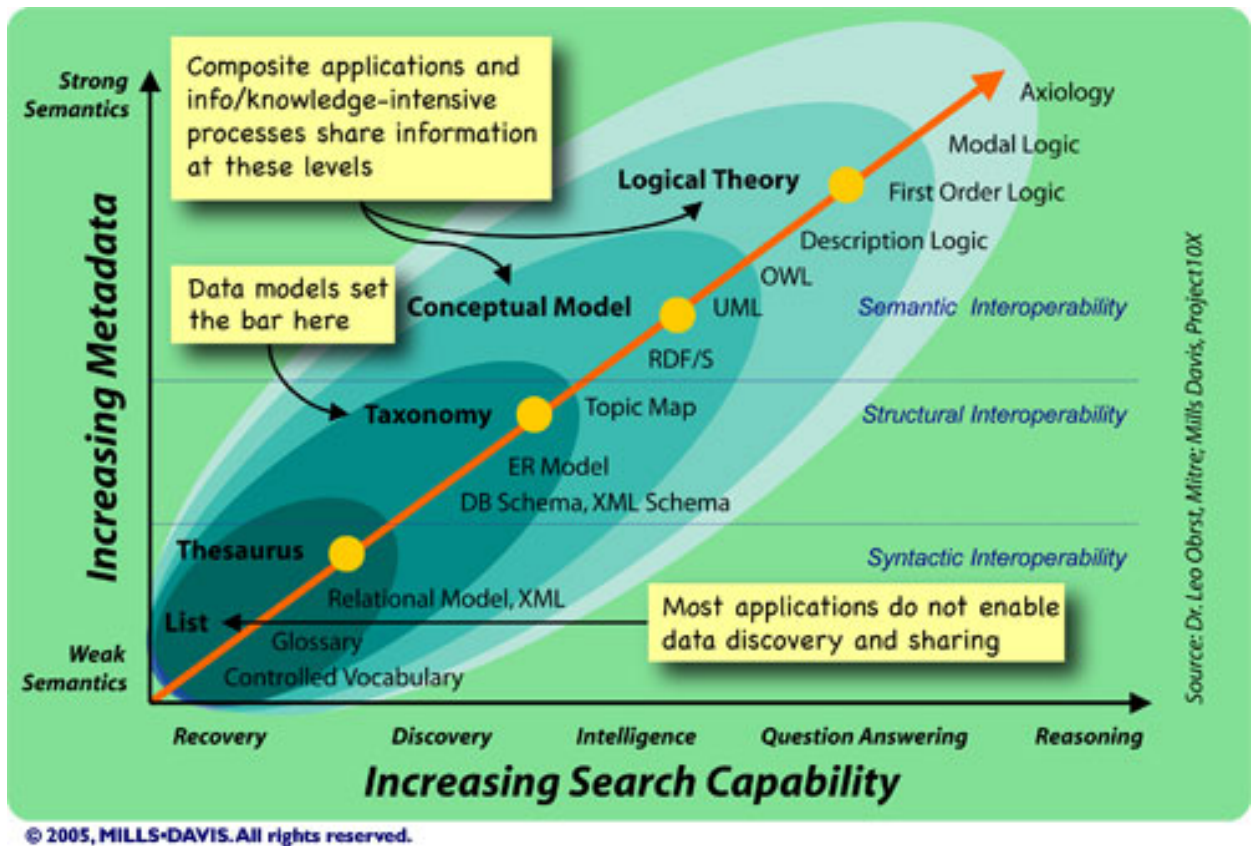 Strong
Semantics
Composite applications and
info/knowledge-intensive
processes share information
at these levels
Axiology
Modal Logic
Logical Theory
First Order Logic
Description Logic
OWL
Data models set
the bar here
Conceptual Model
UML
Semantic Interoperability
RDF/S
Taxonomy
Topic Map
Structural Interoperability
ER Model
DB Schema, XML Schema
Thesaurus
Syntactic Interoperability
Relational Model, XML
List
Glossary
Controlled Vocabulary
Most applications do not enable
data discovery and sharing
Weak
Semantics
Increasing Metadata
Source: Dr. Leo Obrst, Mitre; Mills Davis, Project10X
Recovery
Discovery
Intelligence
Question Answering
Reasoning
Increasing Search Capability
© 2005, MILLS•DAVIS. All rights reserved.